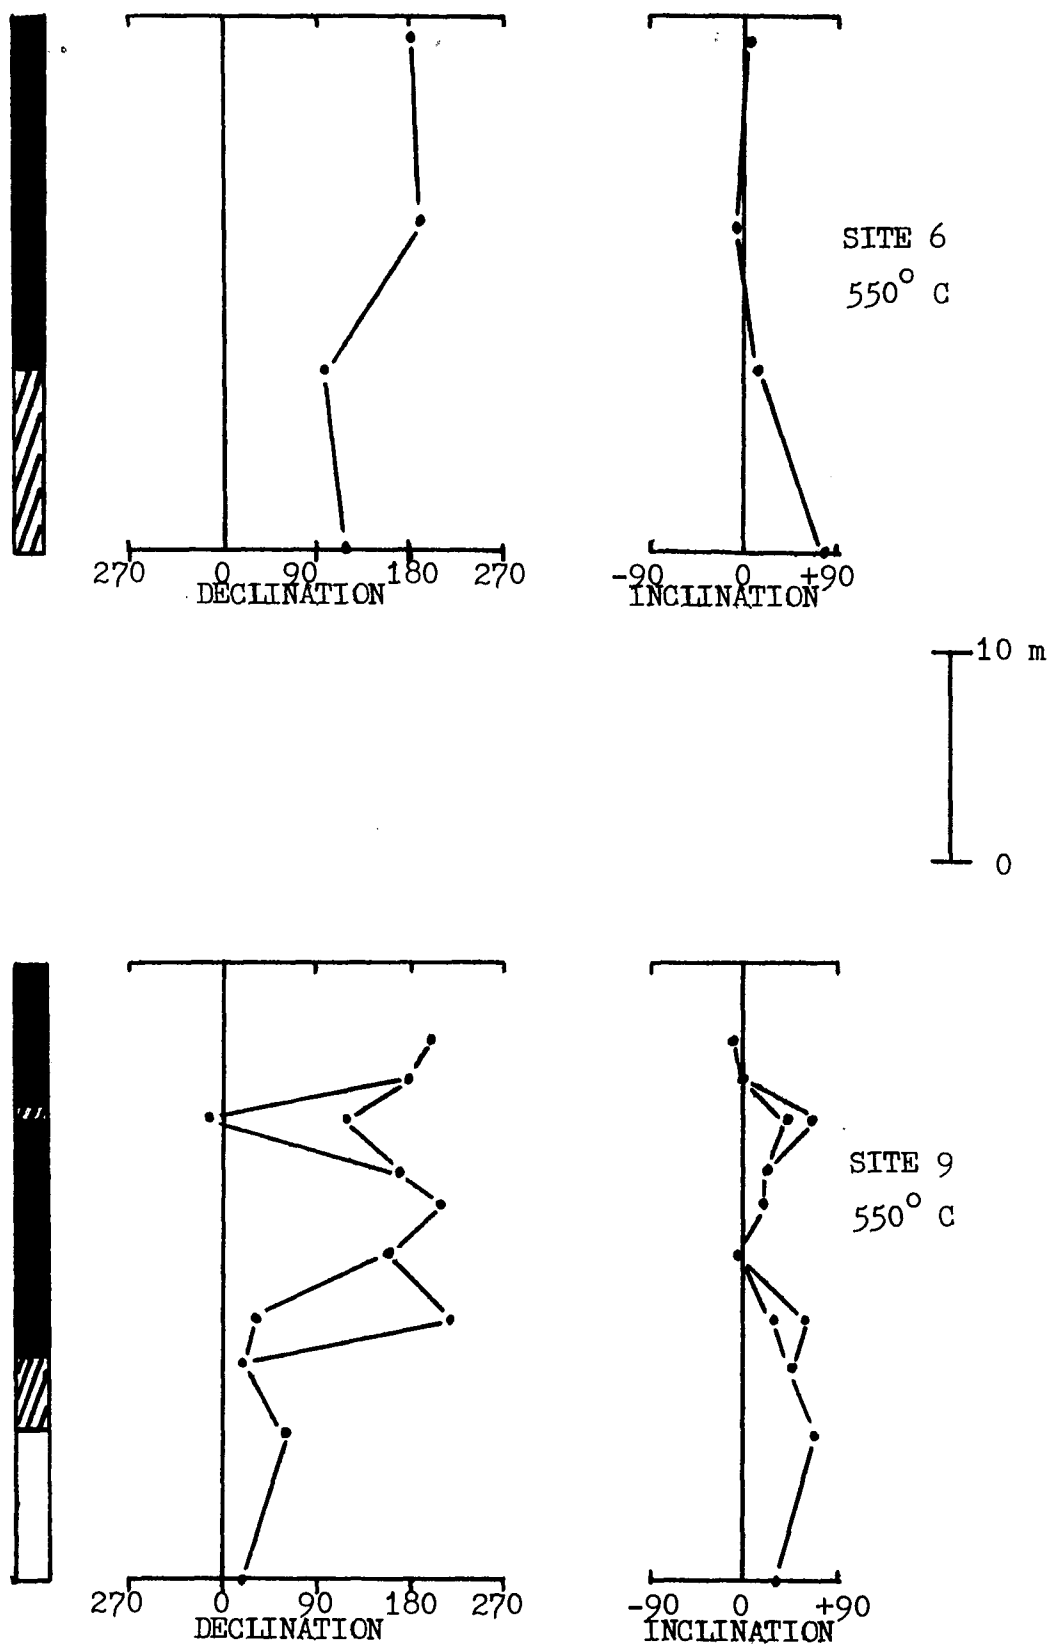 SITE 6
550° C
270 0 90 180 270
DECLINATION
-90 0 +90
INCLINATION
10 m
0
SITE 9
550° C
270 0 90 180 270
DECLINATION
-90 0 +90
INCLINATION